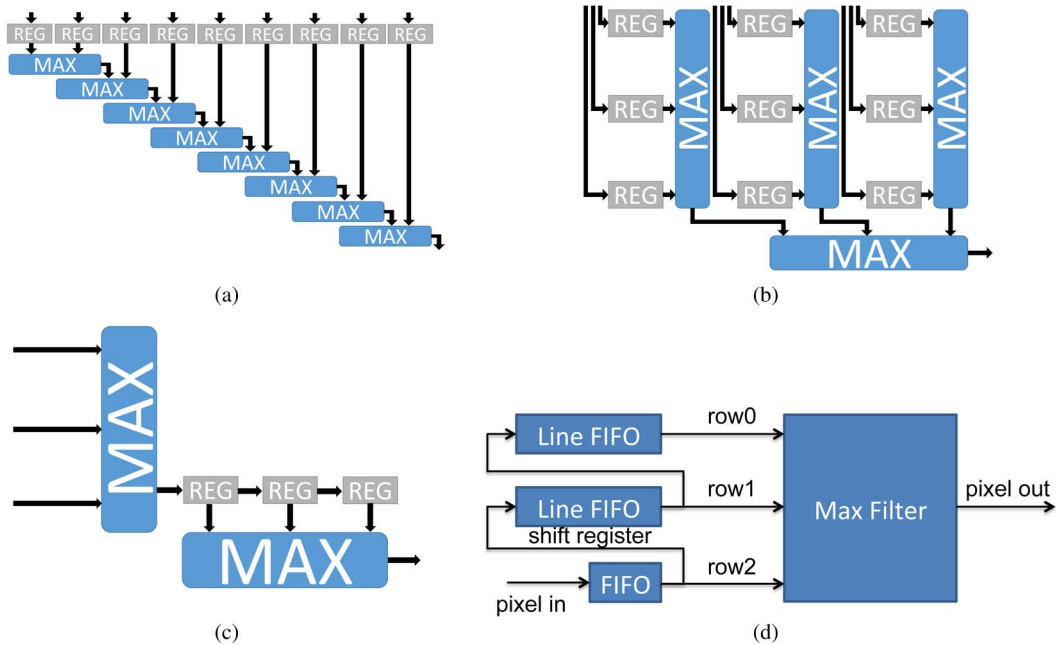 REG REG REG REG REG REG REG REG REG
MAX
MAX
MAX
MAX
MAX
MAX
MAX
MAX
(a)
REG REG REG
MAX MAX MAX
REG REG REG
REG REG REG
MAX
(b)
MAX
REG REG REG
MAX
(c)
Line FIFO row0
Line FIFO row1
shift register
Max Filter
pixel out
FIFO row2
pixel in
(d)